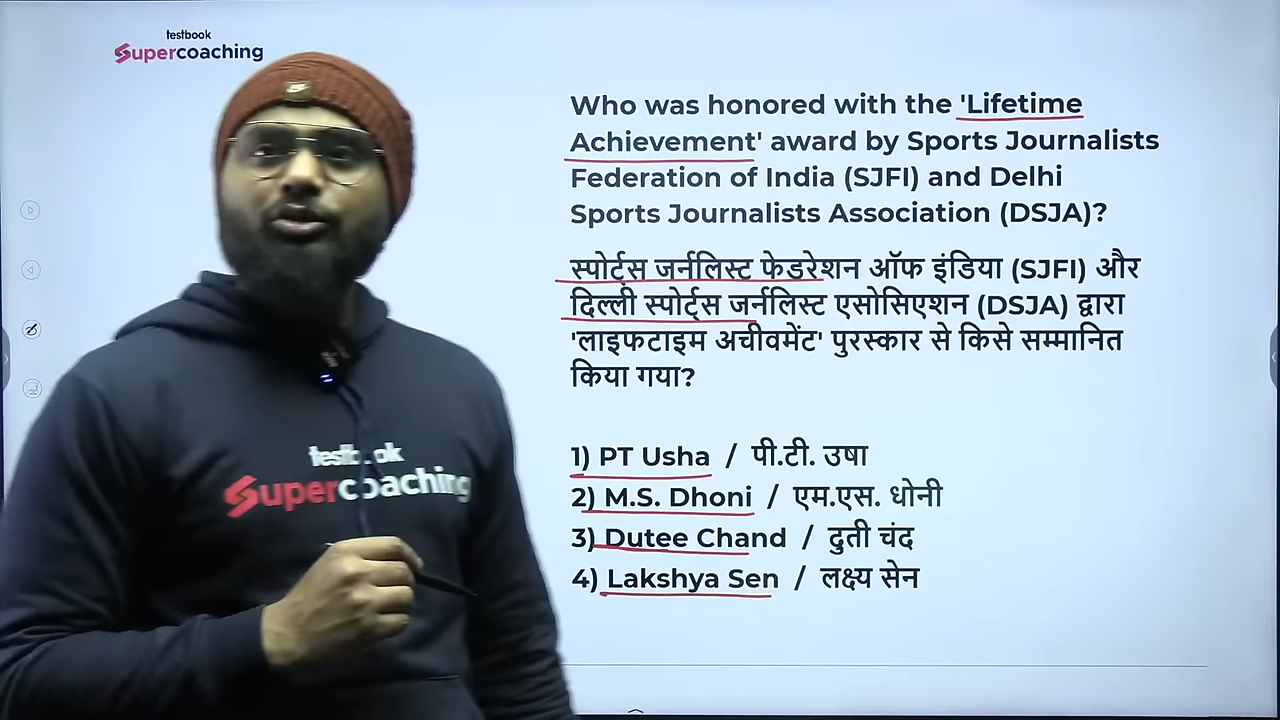 testbook
Supercoaching
Who was honored with the 'Lifetime
Achievement' award by Sports Journalists
Federation of India (SJFI) and Delhi
Sports Journalists Association (DSJA)?
स्पोर्ट्स जर्नलिस्ट फेडरेशन ऑफ इंडिया (SJFI) और
दिल्ली स्पोर्ट्स जर्नलिस्ट एसोसिएशन (DSJA) द्वारा
'लाइफटाइम अचीवमेंट' पुरस्कार से किसे सम्मानित
किया गया?
1) PT Usha / पी.टी. उषा
2) M.S. Dhoni / एम.एस. धोनी
3) Dutee Chand / दुती चंद
4) Lakshya Sen / लक्ष्य सेन
testbook
Supercoaching